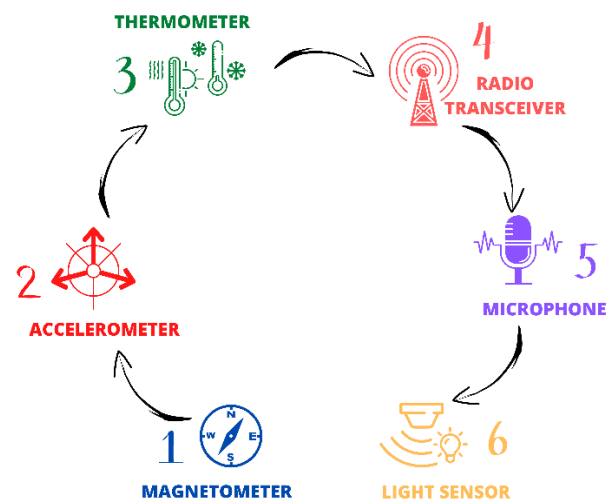 THERMOMETER
3
4
RADIO
TRANSCEIVER
2
ACCELEROMETER
5
MICROPHONE
1
N
W E
S
MAGNETOMETER
6
LIGHT SENSOR